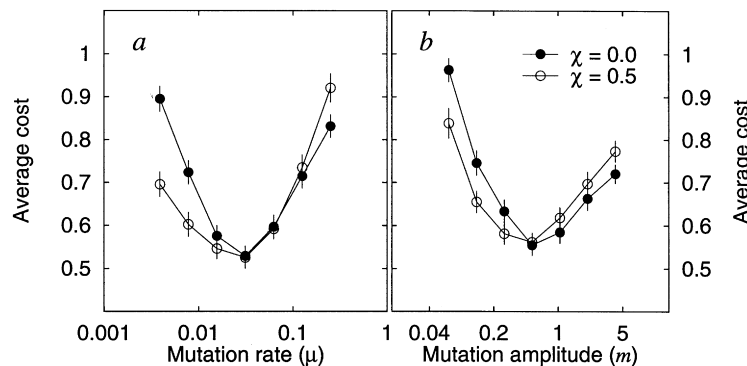 a
b
χ = 0.0
χ = 0.5
1
0.9
0.8
0.7
0.6
0.5
Average cost
1
0.9
0.8
0.7
0.6
0.5
Average cost
0.001
0.01
0.1
1
0.04
0.2
1
5
Mutation rate (μ)
Mutation amplitude (m)